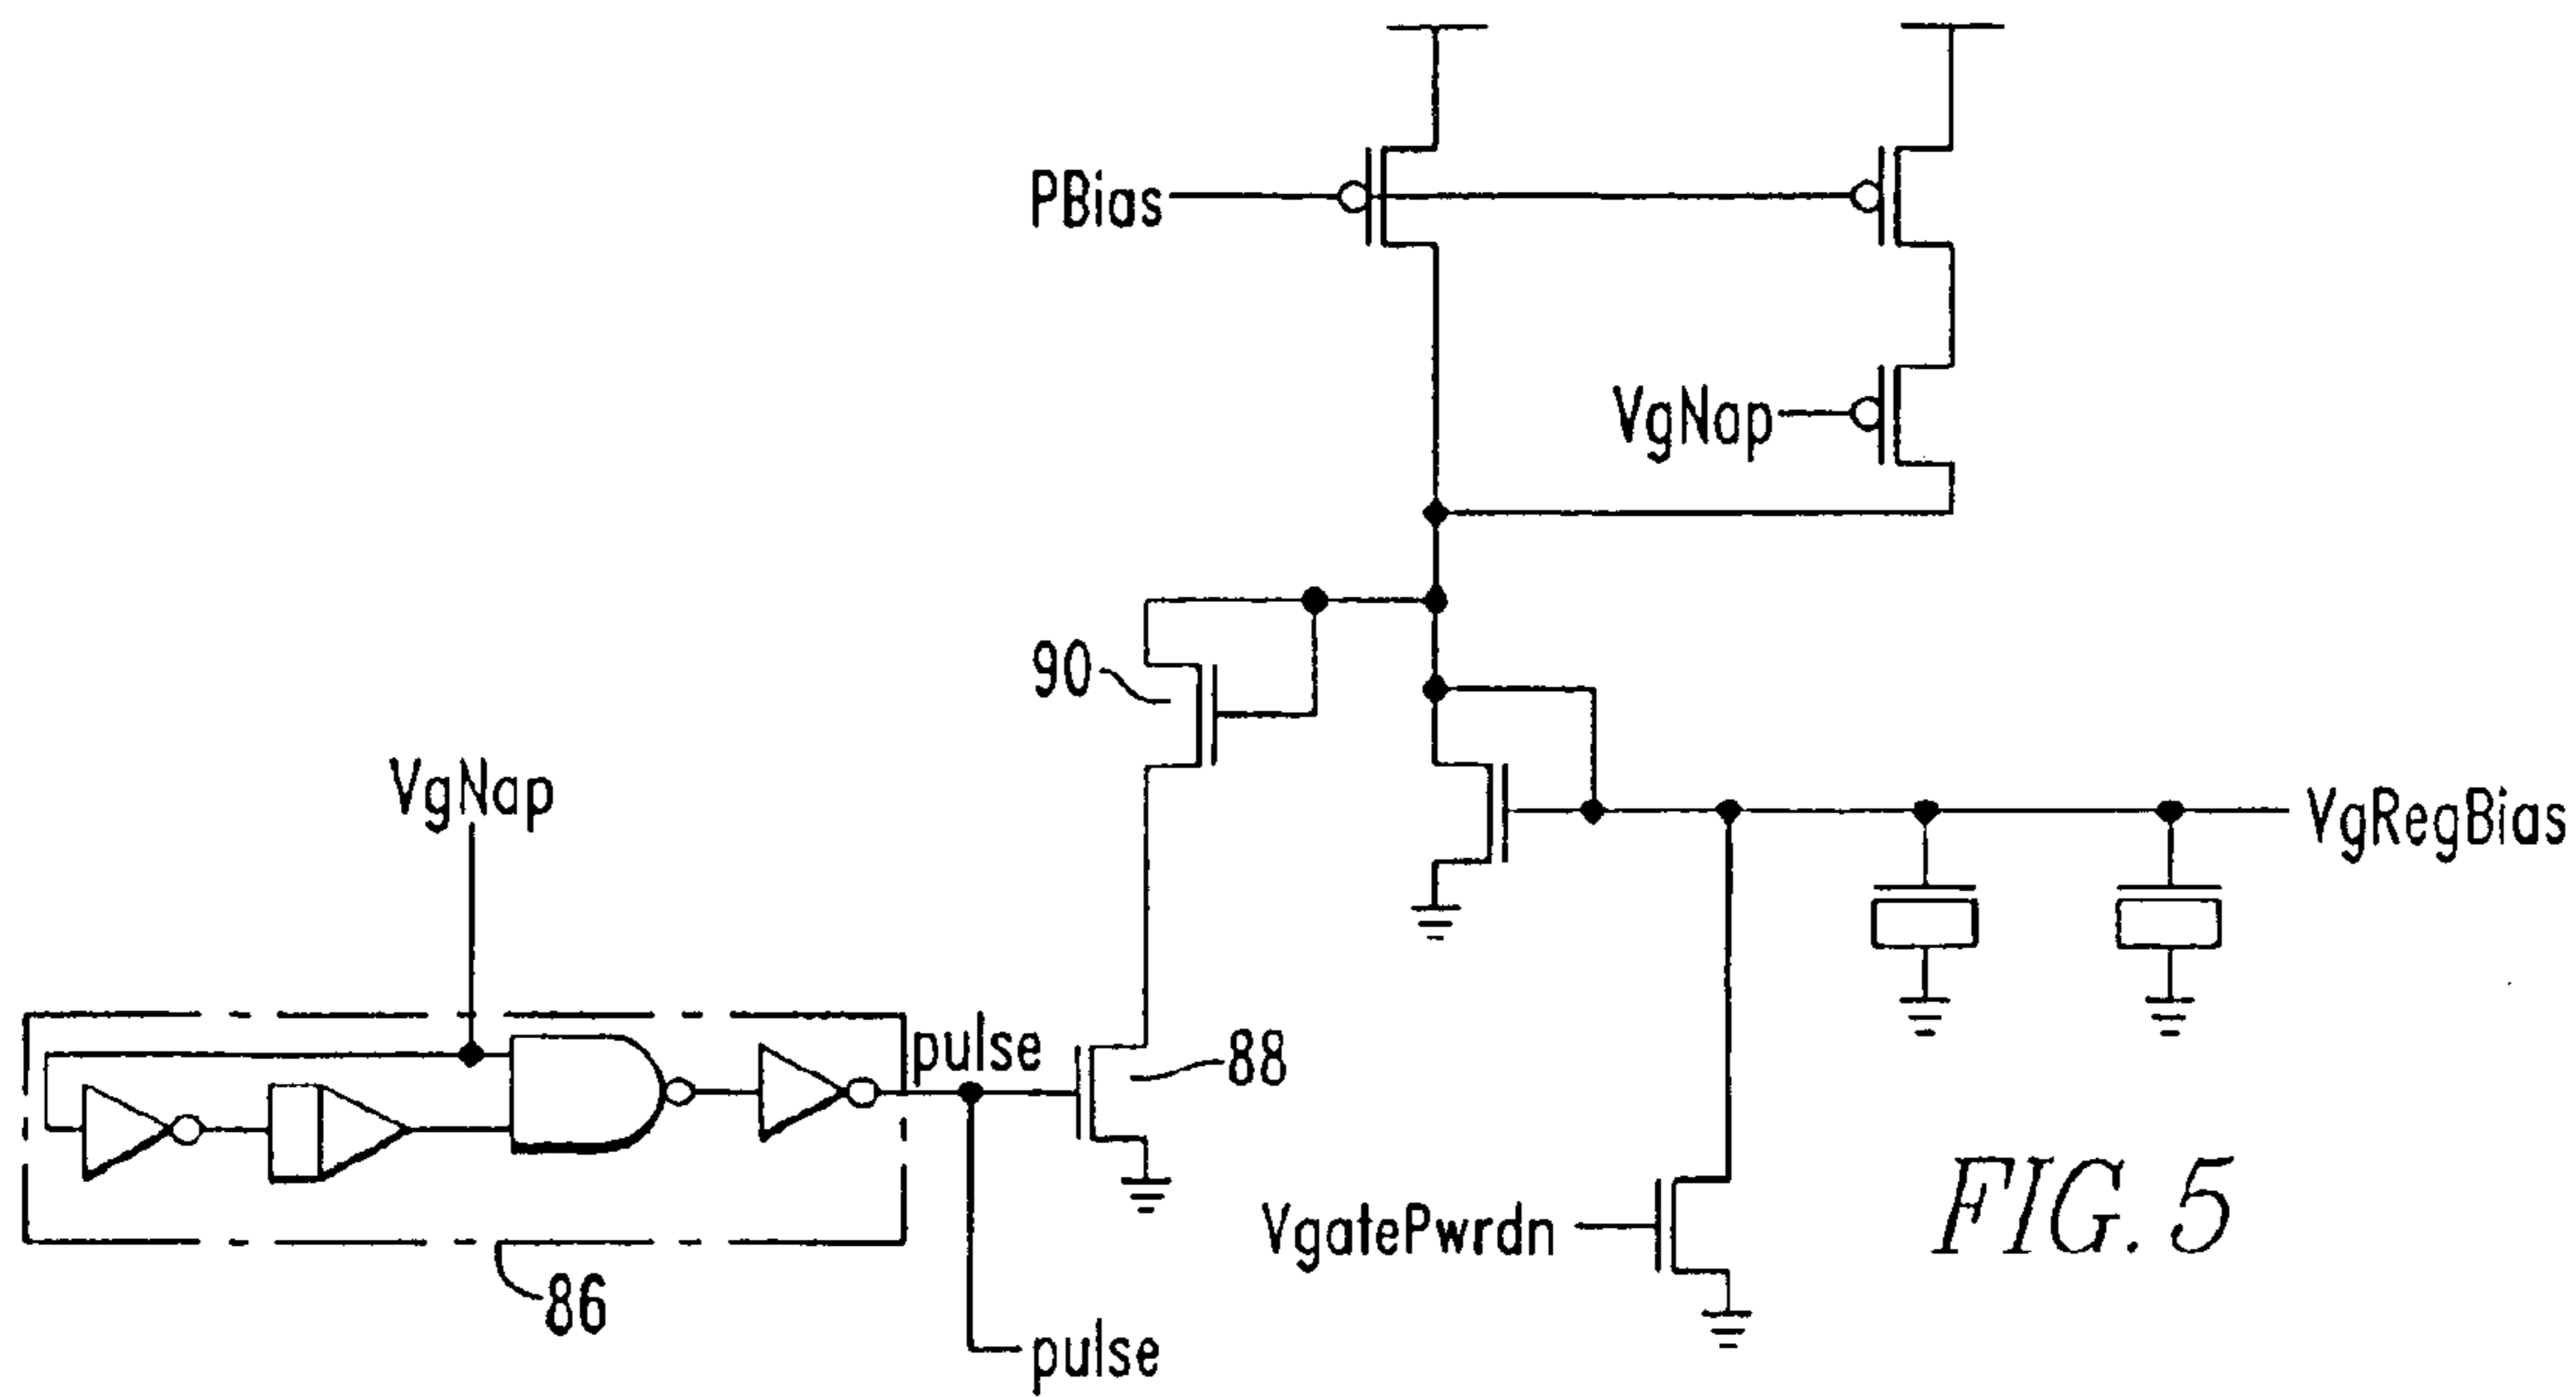 PBias
VgNap
90
VgNap
VgRegBias
pulse
88
VgatePwrdn
FIG. 5
86
pulse